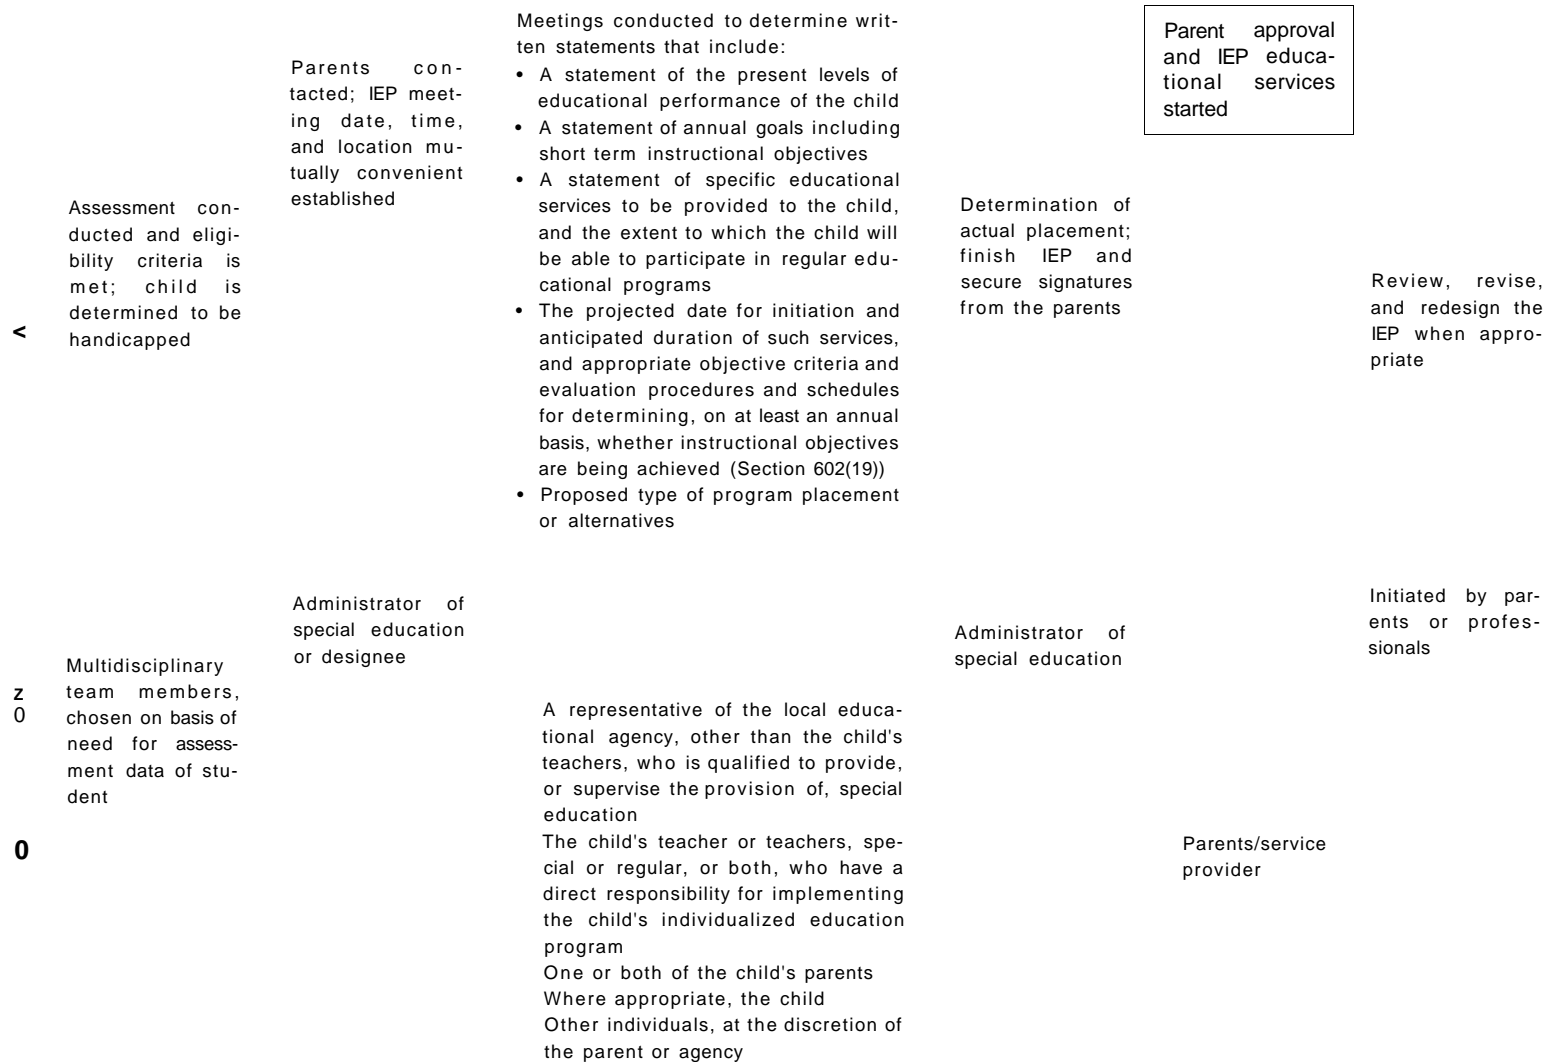 Assessment con-
ducted and eligi-
bility criteria is
met; child is
determined to be
handicapped
Parents con-
tacted; IEP meet-
ing date, time,
and location mu-
tually convenient
established
Meetings conducted to determine writ-
ten statements that include:
• A statement of the present levels of
educational performance of the child
• A statement of annual goals including
short term instructional objectives
• A statement of specific educational
services to be provided to the child,
and the extent to which the child will
be able to participate in regular edu-
cational programs
• The projected date for initiation and
anticipated duration of such services,
and appropriate objective criteria and
evaluation procedures and schedules
for determining, on at least an annual
basis, whether instructional objectives
are being achieved (Section 602(19))
• Proposed type of program placement
or alternatives
Determination of
actual placement;
finish IEP and
secure signatures
from the parents
Parent approval
and IEP educa-
tional services
started
Review, revise,
and redesign the
IEP when appro-
priate
<
z
0
0
Multidisciplinary
team members,
chosen on basis of
need for assess-
ment data of stu-
dent
Administrator of
special education
or designee
A representative of the local educa-
tional agency, other than the child's
teachers, who is qualified to provide,
or supervise the provision of, special
education
The child's teacher or teachers, spe-
cial or regular, or both, who have a
direct responsibility for implementing
the child's individualized education
program
One or both of the child's parents
Where appropriate, the child
Other individuals, at the discretion of
the parent or agency
Administrator of
special education
Parents/service
provider
Initiated by par-
ents or profes-
sionals